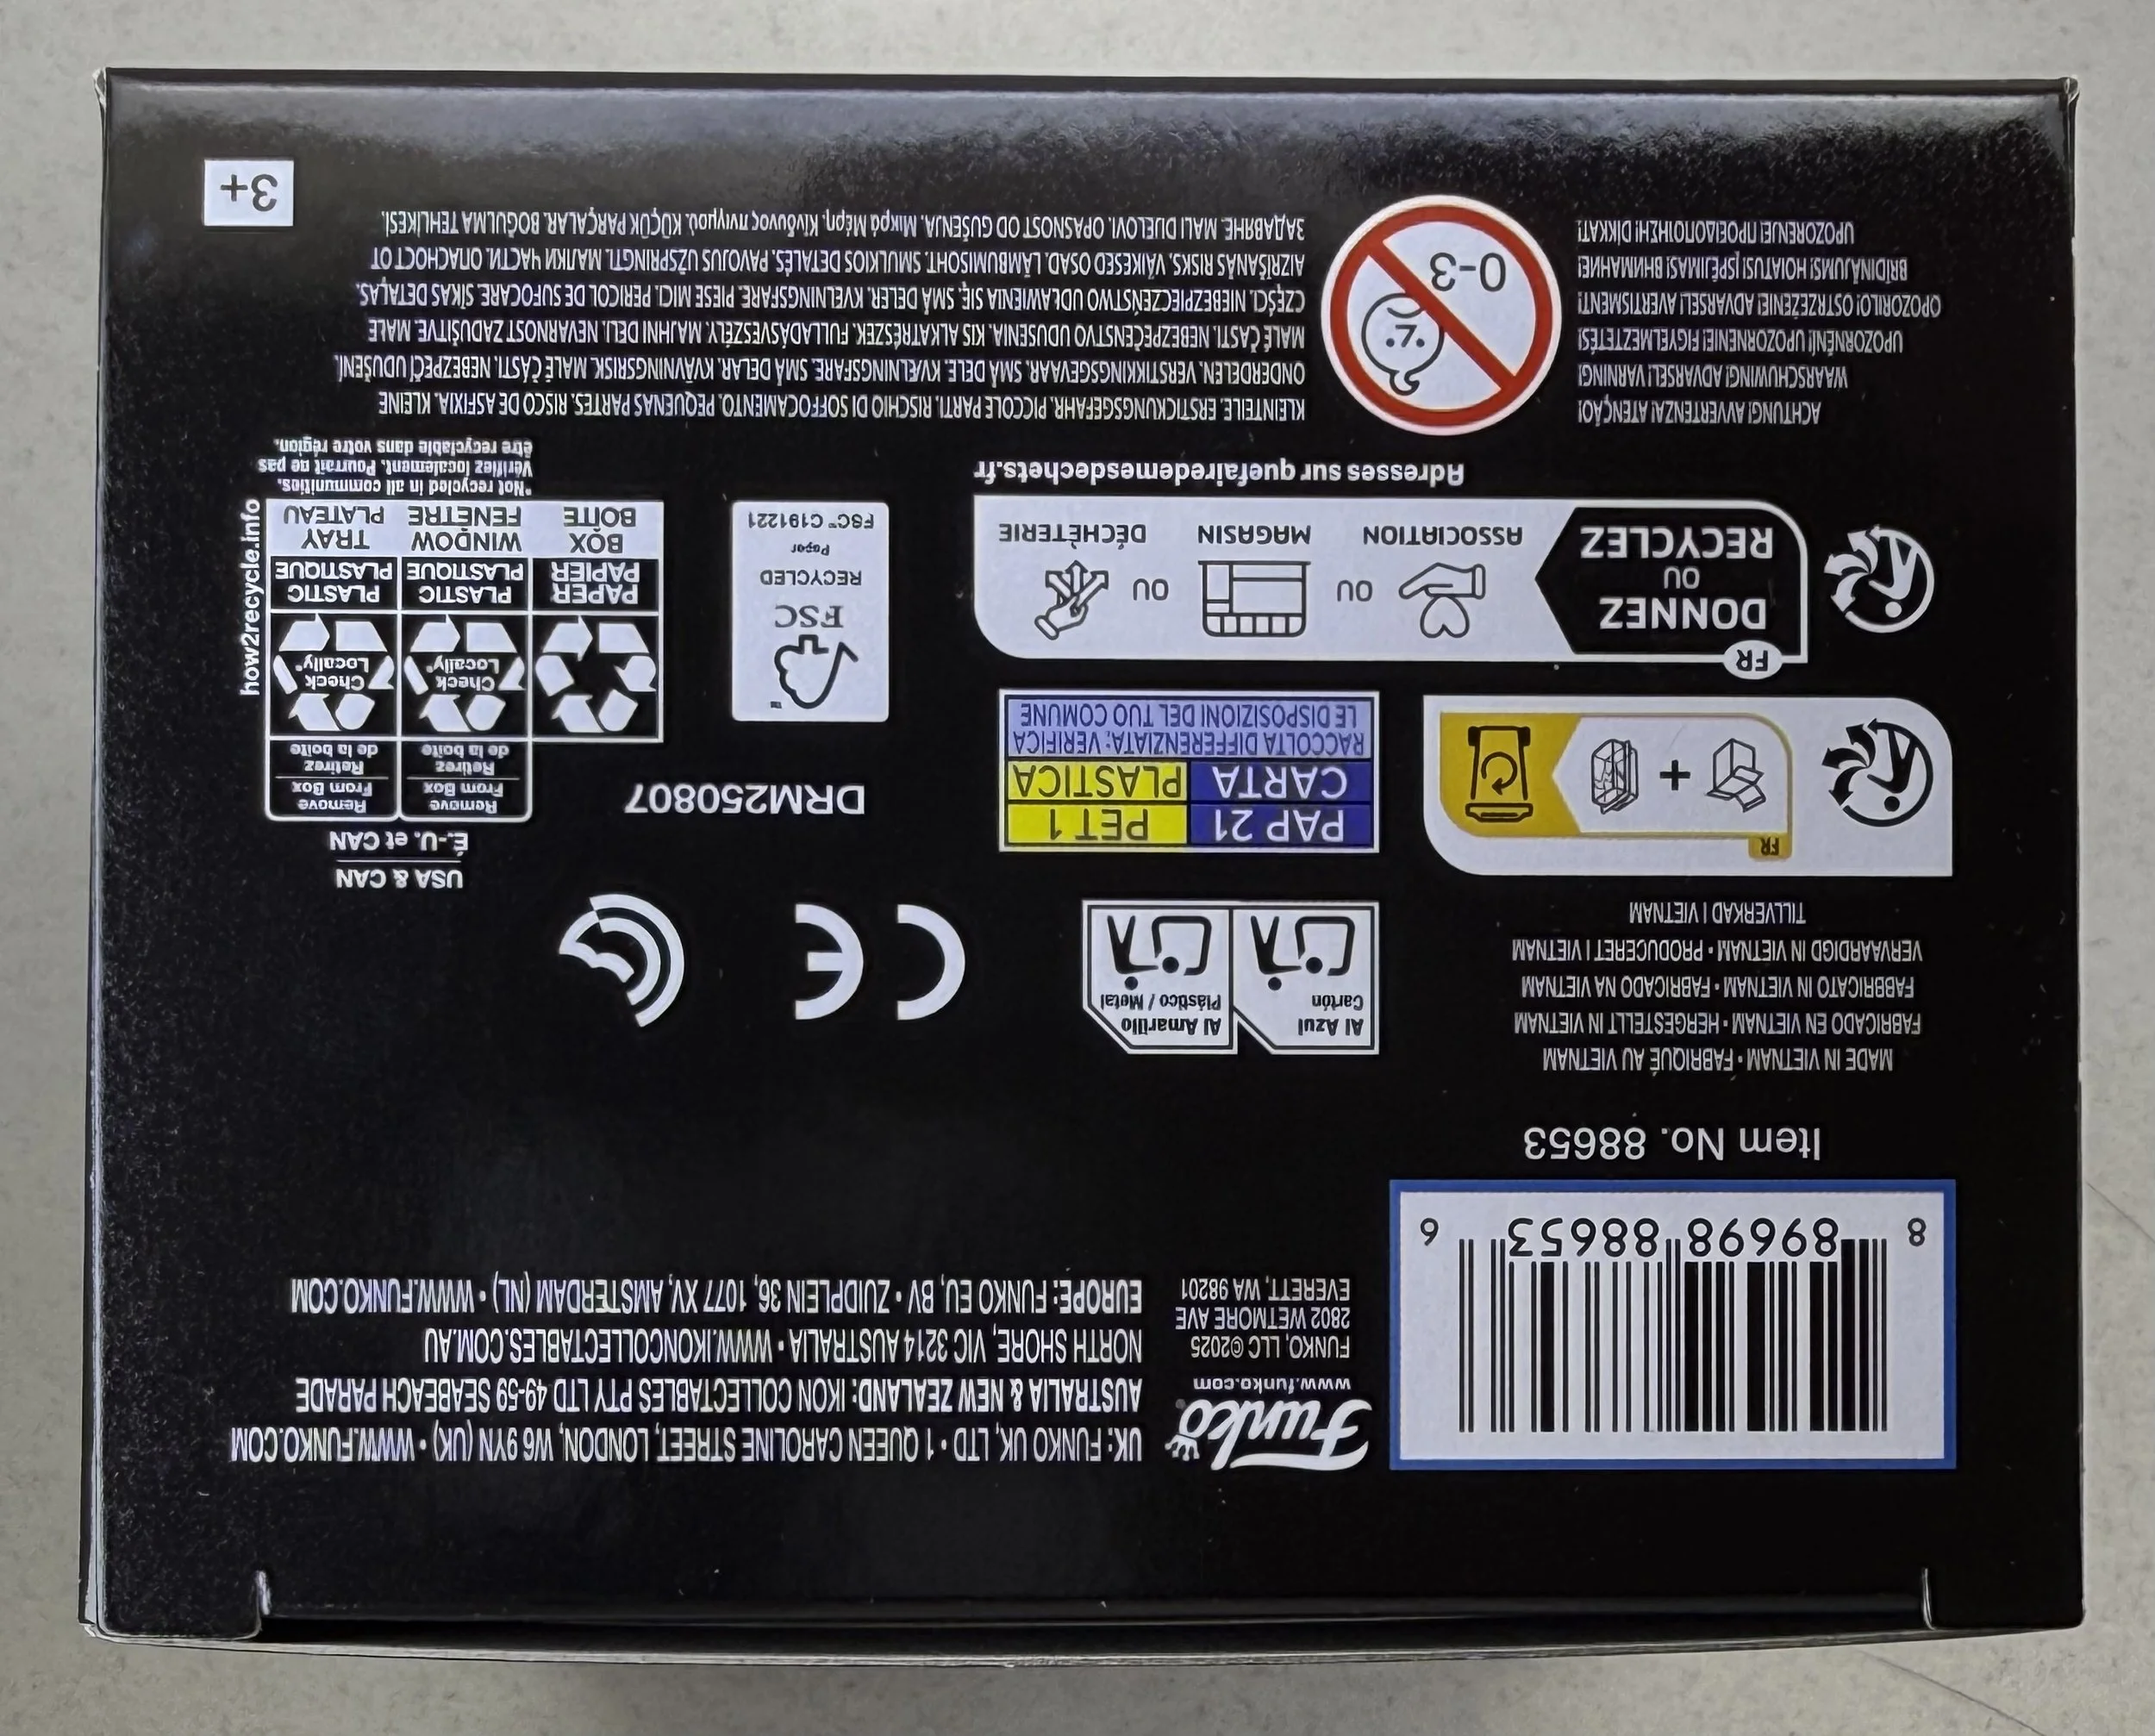 Funko
www.funko.com
FUNKO, LLC ©2025
2802 WETMORE AVE
EVERETT, WA 98201
UK: FUNKO UK, LTD • 1 QUEEN CAROLINE STREET, LONDON, W6 9YN (UK) • WWW.FUNKO.COM
AUSTRALIA & NEW ZEALAND: IKON COLLECTABLES PTY LTD 49-59 SEABEACH PARADE
NORTH SHORE, VIC 3214 AUSTRALIA • WWW.IKONCOLLECTABLES.COM.AU
EUROPE: FUNKO EU, BV • ZUIDPLEIN 36, 1077 XV, AMSTERDAM (NL) • WWW.FUNKO.COM
8 89698 88653 6
Item No. 88653
MADE IN VIETNAM • FABRIQUÉ AU VIETNAM
FABRICADO EN VIETNAM • HERGESTELLT IN VIETNAM
FABBRICATO IN VIETNAM • FABRICADO NA VIETNAM
VERVAARDIGD IN VIETNAM • PRODUCERET I VIETNAM
TILLVERKAD I VIETNAM
Al Azul
Cartón
Al Amarillo
Plástico / Metal
CE
USA & CAN
É.-U. et CAN
Remove
From Box
Retirez
de la boîte
Remove
From Box
Retirez
de la boîte
Check
Locally*
Check
Locally*
PAPER
PAPIER
PLASTIC
PLASTIQUE
PLASTIC
PLASTIQUE
BOX
BOÎTE
WINDOW
FENÊTRE
TRAY
PLATEAU
how2recycle.info
*Not recycled in all communities.
Vérifiez localement. Pourrait ne pas
être recyclable dans votre région.
FR
+
PAP 21
PET 1
CARTA
PLASTICA
RACCOLTA DIFFERENZIATA; VERIFICA
LE DISPOSIZIONI DEL TUO COMUNE
DRM250807
FR
DONNEZ
OU
RECYCLEZ
ASSOCIATION
OU
MAGASIN
OU
DÉCHÈTERIE
Adresses sur quefairedemesdechets.fr
™
FSC
RECYCLED
Paper
FSC™ C191221
ACHTUNG! AVVERTENZA! ATENÇÃO!
WAARSCHUWING! ADVARSEL! VARNING!
UPOZORNĚNÍ! UPOZORNENIE! FIGYELMEZTETÉS!
OPOZORILO! OSTRZEŻENIE! ADVARSEL! AVERTISMENT!
BRĪDINĀJUMS! HOIATUS! ĮSPĖJIMAS! ВНИМАНИЕ!
UPOZORENJE! ΠΡΟΕΙΔΟΠΟΙΗΣΗ! DİKKAT!
0-3
KLEINTEILE. ERSTICKUNGSGEFAHR. PICCOLE PARTI. RISCHIO DI SOFFOCAMENTO. PEQUENAS PARTES. RISCO DE ASFIXIA. KLEINE
ONDERDELEN. VERSTIKKINGSGEVAAR. SMÅ DELE. KVELNINGSFARE. SMÅ DELAR. KVÄVNINGSRISK. MALÉ ČÁSTI. NEBEZPEČÍ UDUŠENÍ.
MALÉ ČASTI. NEBEZPEČENSTVO UDUSENIA. KIS ALKATRÉSZEK. FULLADÁSVESZÉLY. MAJHNI DELI. NEVARNOST ZADUŠITVE. MAŁE
CZĘŚCI. NIEBEZPIECZEŃSTWO UDŁAWIENIA SIĘ. SMÅ DELER. KVELNINGSFARE. PIESE MICI. PERICOL DE SUFOCARE. SĪKAS DETAĻAS.
AIZRĪŠANĀS RISKS. VÄIKESED OSAD. LÄMBUMISOHT. SMULKIOS DETALĖS. PAVOJUS UŽSPRINGTI. МАЛКИ ЧАСТИ. ОПАСНОСТ ОТ
ЗАДАВЯНЕ. MALI DIJELOVI. OPASNOST OD GUŠENJA. Μικρά Μέρη. Κίνδυνος πνιγμού. KÜÇÜK PARÇALAR. BOĞULMA TEHLİKESİ.
3+